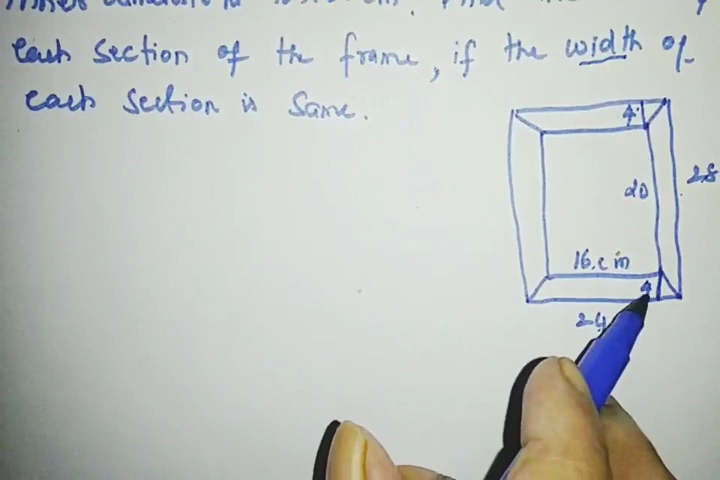 each section of the frame, if the width of
each section is same.
4
28
20
16 cm
4
24